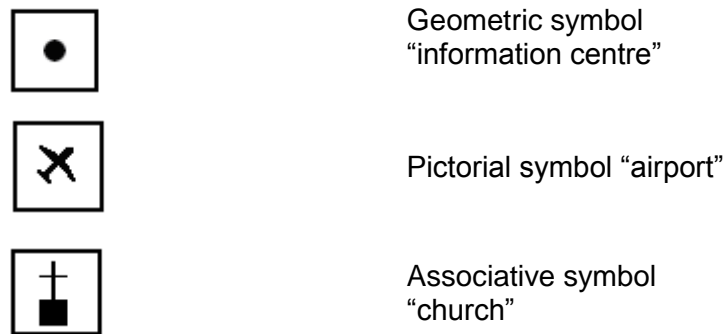 Geometric symbol
“information centre”
Pictorial symbol “airport”
Associative symbol
“church”